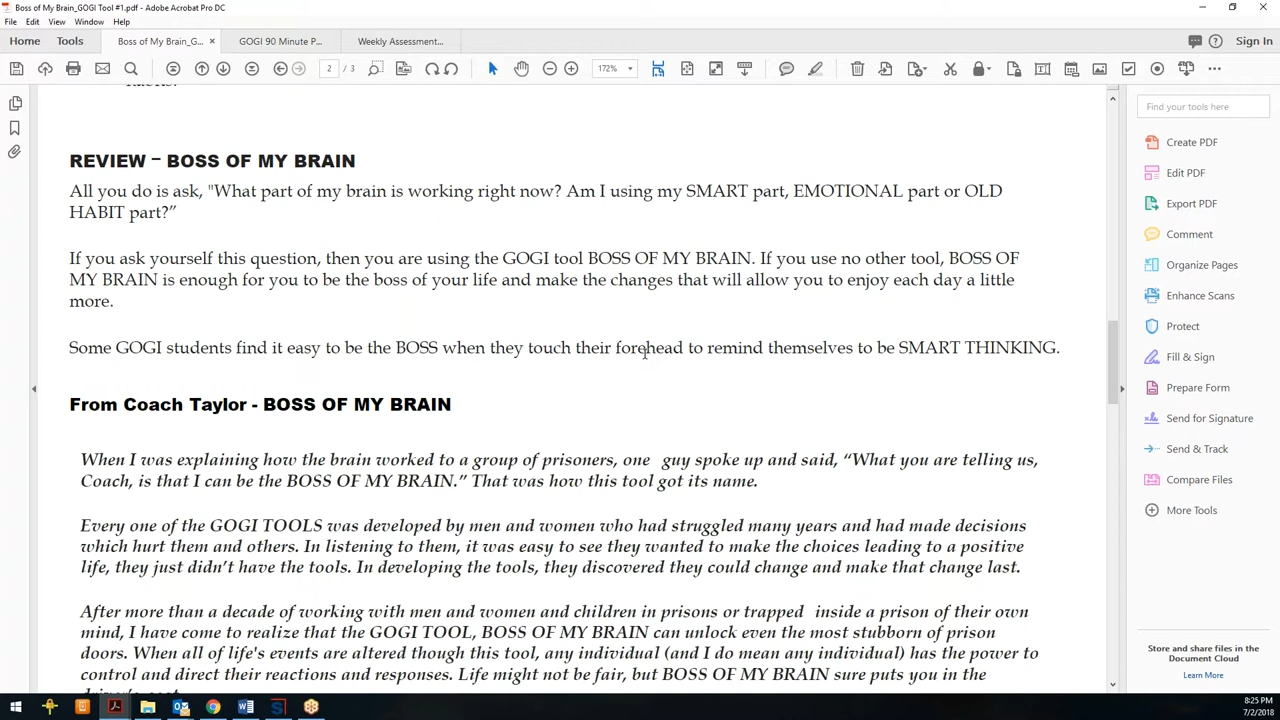 Boss of My Brain_GOGI Tool #1.pdf - Adobe Acrobat Pro DC
File Edit View Window Help
Home Tools Boss of My Brain_G... × GOGI 90 Minute P... Weekly Assessment... Sign In
2 / 3 172%
REVIEW – BOSS OF MY BRAIN
All you do is ask, "What part of my brain is working right now? Am I using my SMART part, EMOTIONAL part or OLD
HABIT part?”
If you ask yourself this question, then you are using the GOGI tool BOSS OF MY BRAIN. If you use no other tool, BOSS OF
MY BRAIN is enough for you to be the boss of your life and make the changes that will allow you to enjoy each day a little
more.
Some GOGI students find it easy to be the BOSS when they touch their forehead to remind themselves to be SMART THINKING.
From Coach Taylor - BOSS OF MY BRAIN
When I was explaining how the brain worked to a group of prisoners, one guy spoke up and said, “What you are telling us,
Coach, is that I can be the BOSS OF MY BRAIN.” That was how this tool got its name.
Every one of the GOGI TOOLS was developed by men and women who had struggled many years and had made decisions
which hurt them and others. In listening to them, it was easy to see they wanted to make the choices leading to a positive
life, they just didn’t have the tools. In developing the tools, they discovered they could change and make that change last.
After more than a decade of working with men and women and children in prisons or trapped inside a prison of their own
mind, I have come to realize that the GOGI TOOL, BOSS OF MY BRAIN can unlock even the most stubborn of prison
doors. When all of life's events are altered though this tool, any individual (and I do mean any individual) has the power to
control and direct their reactions and responses. Life might not be fair, but BOSS OF MY BRAIN sure puts you in the
Find your tools here
Create PDF
Edit PDF
Export PDF
Comment
Organize Pages
Enhance Scans
Protect
Fill & Sign
Prepare Form
Send for Signature
Send & Track
Compare Files
More Tools
Store and share files in the
Document Cloud
Learn More
8:25 PM
7/2/2018